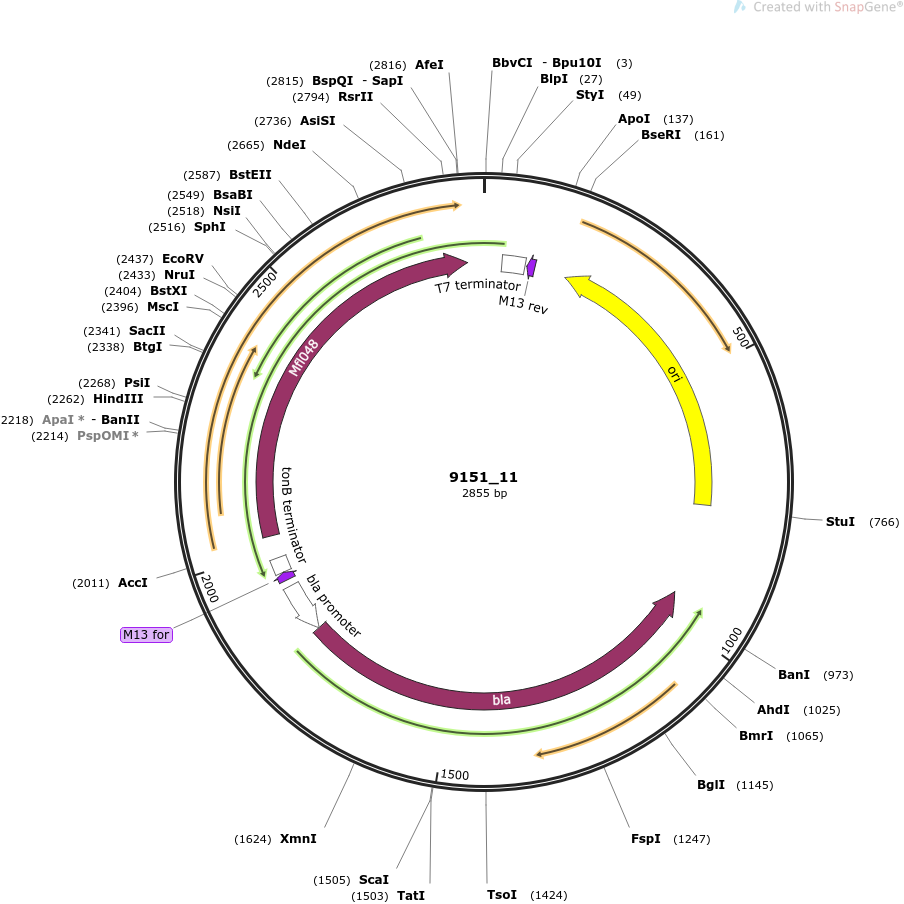 Created with SnapGene®
(2816) AfeI
(2815) BspQI - SapI
(2794) RsrII
(2736) AsiSI
(2665) NdeI
(2587) BstEII
(2549) BsaBI
(2518) NsiI
(2516) SphI
(2437) EcoRV
(2433) NruI
(2404) BstXI
(2396) MscI
(2341) SacII
(2338) BtgI
(2268) PsiI
(2262) HindIII
2218) ApaI * - BanII
(2214) PspOMI *
(2011) AccI
M13 for
(1624) XmnI
(1505) ScaI
(1503) TatI
BbvCI - Bpu10I (3)
BlpI (27)
StyI (49)
ApoI (137)
BseRI (161)
StuI (766)
BanI (973)
AhdI (1025)
BmrI (1065)
BglI (1145)
FspI (1247)
TsoI (1424)
500
1000
1500
2000
2500
T7 terminator
M13 rev
ori
Mfl048
tonB terminator
bla promoter
bla
9151_11
2855 bp